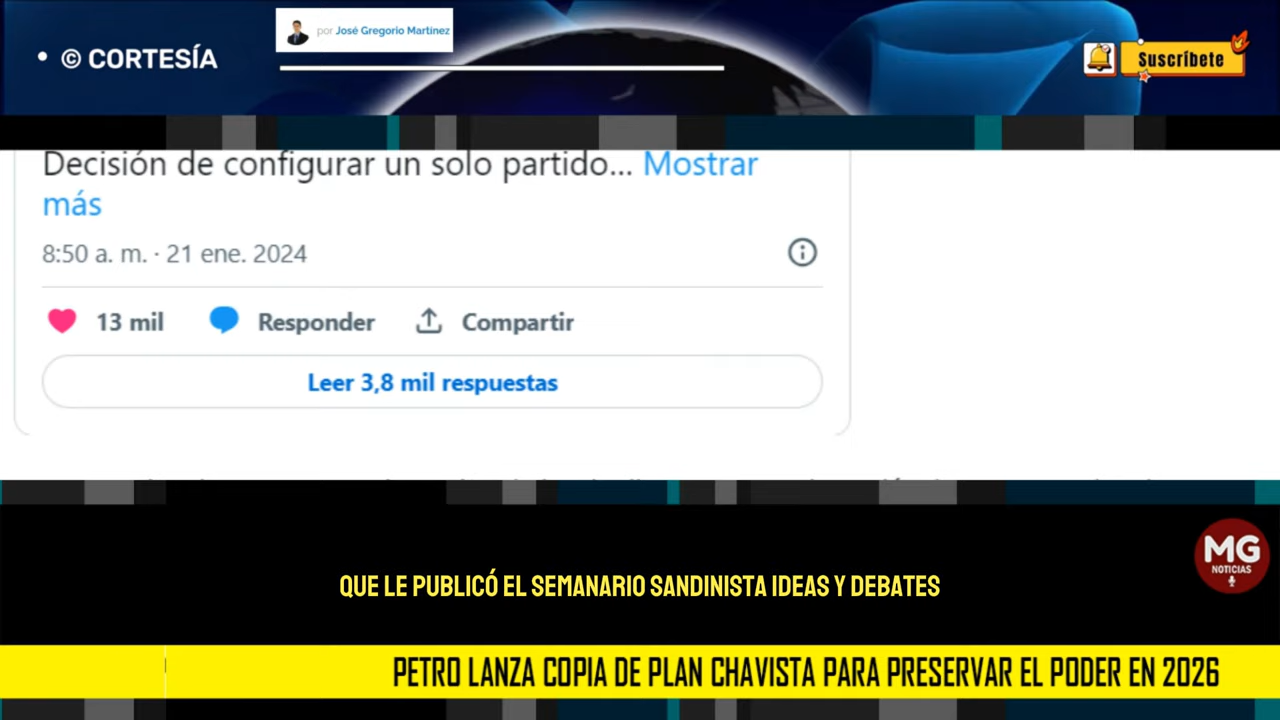 • © CORTESÍA
por José Gregorio Martínez
Suscríbete
Decisión de configurar un solo partido... Mostrar
más
8:50 a. m. · 21 ene. 2024
13 mil
Responder
Compartir
Leer 3,8 mil respuestas
MG
NOTICIAS
QUE LE PUBLICÓ EL SEMANARIO SANDINISTA IDEAS Y DEBATES
PETRO LANZA COPIA DE PLAN CHAVISTA PARA PRESERVAR EL PODER EN 2026